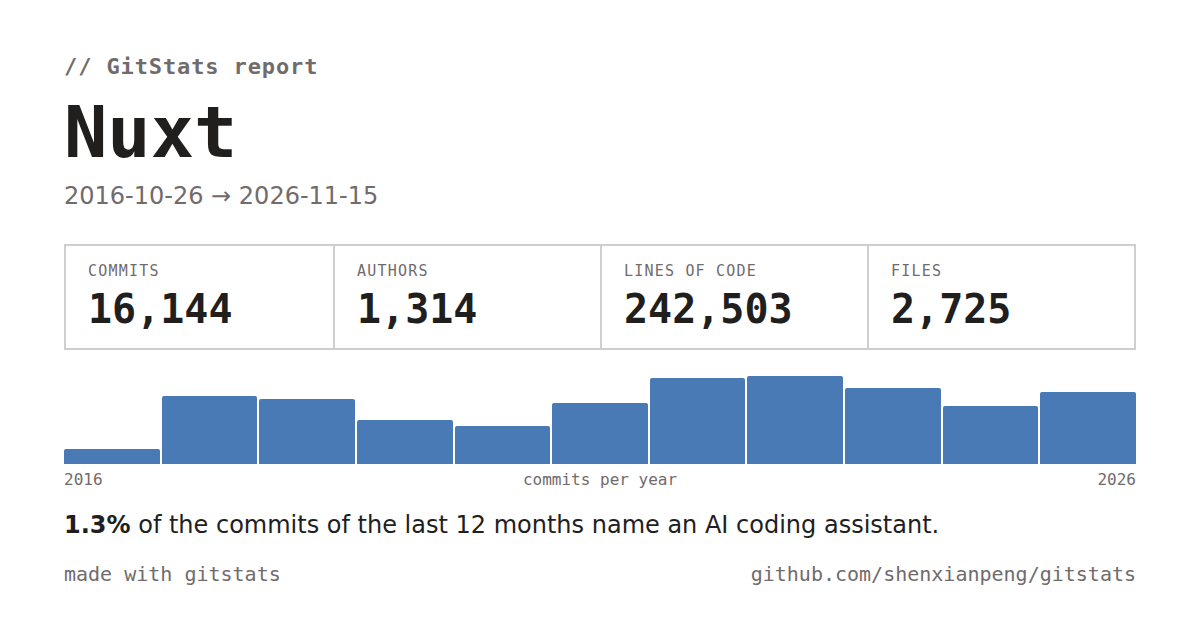 // GitStats report
Nuxt
2016-10-26 → 2026-11-15
COMMITS AUTHORS LINES OF CODE FILES
16,144 1,314 242,503 2,725
2016 commits per year 2026
1.3% of the commits of the last 12 months name an AI coding assistant.
made with gitstats github.com/shenxianpeng/gitstats